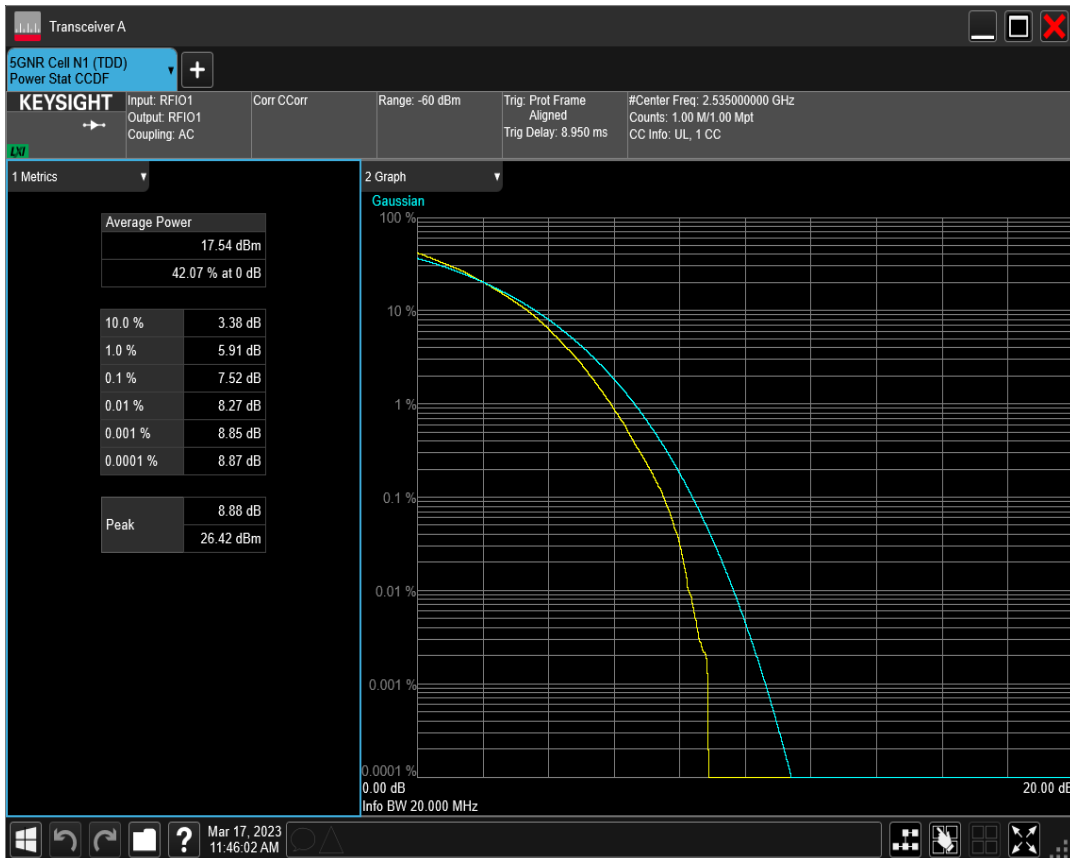 Transceiver A
5GNR Cell N1 (TDD)
Power Stat CCDF
+
KEYSIGHT
LXI
Input: RFIO1
Output: RFIO1
Coupling: AC
Corr CCorr
Range: -60 dBm
Trig: Prot Frame
Aligned
Trig Delay: 8.950 ms
#Center Freq: 2.535000000 GHz
Counts: 1.00 M/1.00 Mpt
CC Info: UL, 1 CC
1 Metrics
Average Power
17.54 dBm
42.07 % at 0 dB
10.0 % 3.38 dB
1.0 % 5.91 dB
0.1 % 7.52 dB
0.01 % 8.27 dB
0.001 % 8.85 dB
0.0001 % 8.87 dB
Peak
8.88 dB
26.42 dBm
2 Graph
Gaussian
100 %
10 %
1 %
0.1 %
0.01 %
0.001 %
0.0001 %
0.00 dB
20.00 dB
Info BW 20.000 MHz
?
Mar 17, 2023
11:46:02 AM